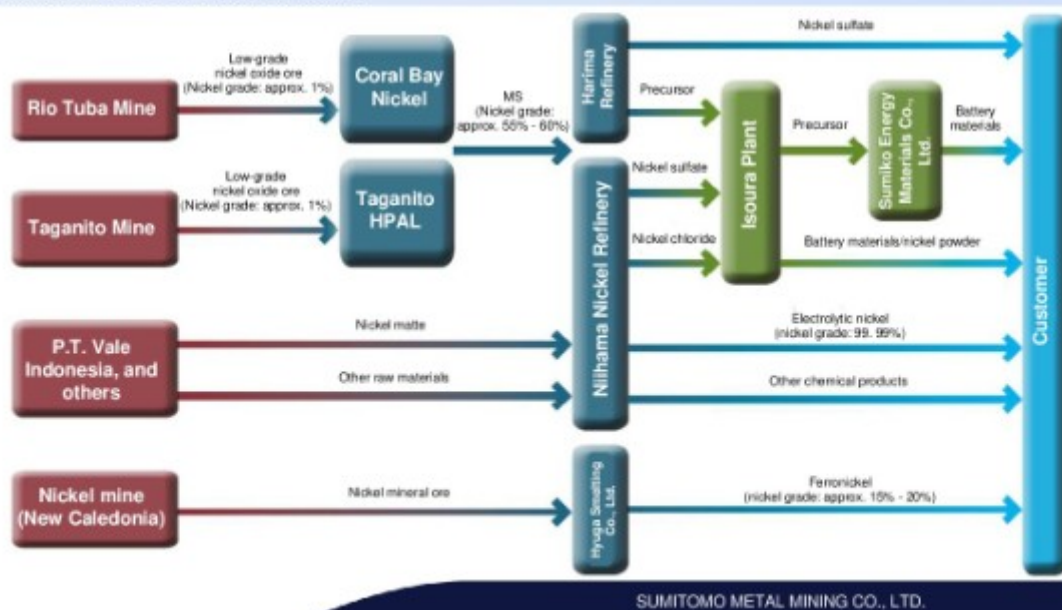 Rio Tuba Mine
Low-grade
nickel oxide ore
(Nickel grade: approx. 1%)
Coral Bay
Nickel
Taganito Mine
Low-grade
nickel oxide ore
(Nickel grade: approx. 1%)
Taganito
HPAL
MS
(Nickel grade:
approx. 55% - 60%)
P.T. Vale
Indonesia, and
others
Nickel matte
Other raw materials
Nickel mine
(New Caledonia)
Nickel mineral ore
Harima
Refinery
Niihama Nickel Refinery
Hyuga Smelting
Co., Ltd.
Nickel sulfate
Precursor
Nickel sulfate
Nickel chloride
Isoura Plant
Precursor
Sumiko Energy
Materials Co.,
Ltd.
Battery
materials
Battery materials/nickel powder
Electrolytic nickel
(nickel grade: 99. 99%)
Other chemical products
Ferronickel
(nickel grade: approx. 15% - 20%)
Customer
SUMITOMO METAL MINING CO., LTD.